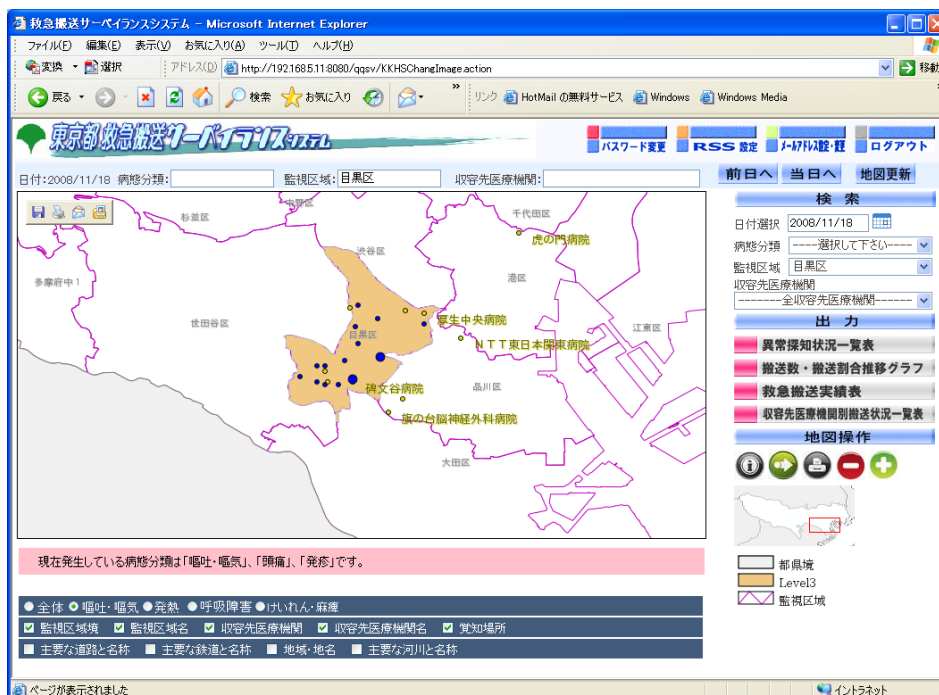 救急搬送サーベイランスシステム - Microsoft Internet Explorer
ファイル(F) 編集(E) 表示(V) お気に入り(A) ツール(T) ヘルプ(H)
変換 選択 アドレス(D) http://192.168.5.11:8080/qqsv/KKHSChangImage.action 移動
戻る 検索 お気に入り » リンク HotMail の無料サービス Windows Windows Media »
東京都救急搬送サーベイランスシステム
パスワード変更 RSS 設定 ログアウト
日付:2008/11/18 病態分類: 監視区域: 目黒区 収容先医療機関:
前日へ 当日へ 地図更新
中野区
杉並区
千代田区
虎の門病院
渋谷区
港区
多摩府中1
厚生中央病院
世田谷区
江東区
目黒区
NTT東日本関東病院
碑文谷病院
品川区
旗の台脳神経外科病院
大田区
検 索
日付選択 2008/11/18
病態分類 ----選択して下さい----
監視区域 目黒区
収容先医療機関
-------全収容先医療機関------
出 力
異常探知状況一覧表
搬送数・搬送割合推移グラフ
救急搬送実績表
収容先医療機関別搬送状況一覧表
地図操作
都県境
Level3
監視区域
現在発生している病態分類は「嘔吐・嘔気」、「頭痛」、「発疹」です。
全体 嘔吐・嘔気 発熱 呼吸障害 けいれん・麻痺
監視区域境 監視区域名 収容先医療機関 収容先医療機関名 覚知場所
主要な道路と名称 主要な鉄道と名称 地域・地名 主要な河川と名称
ページが表示されました イントラネット